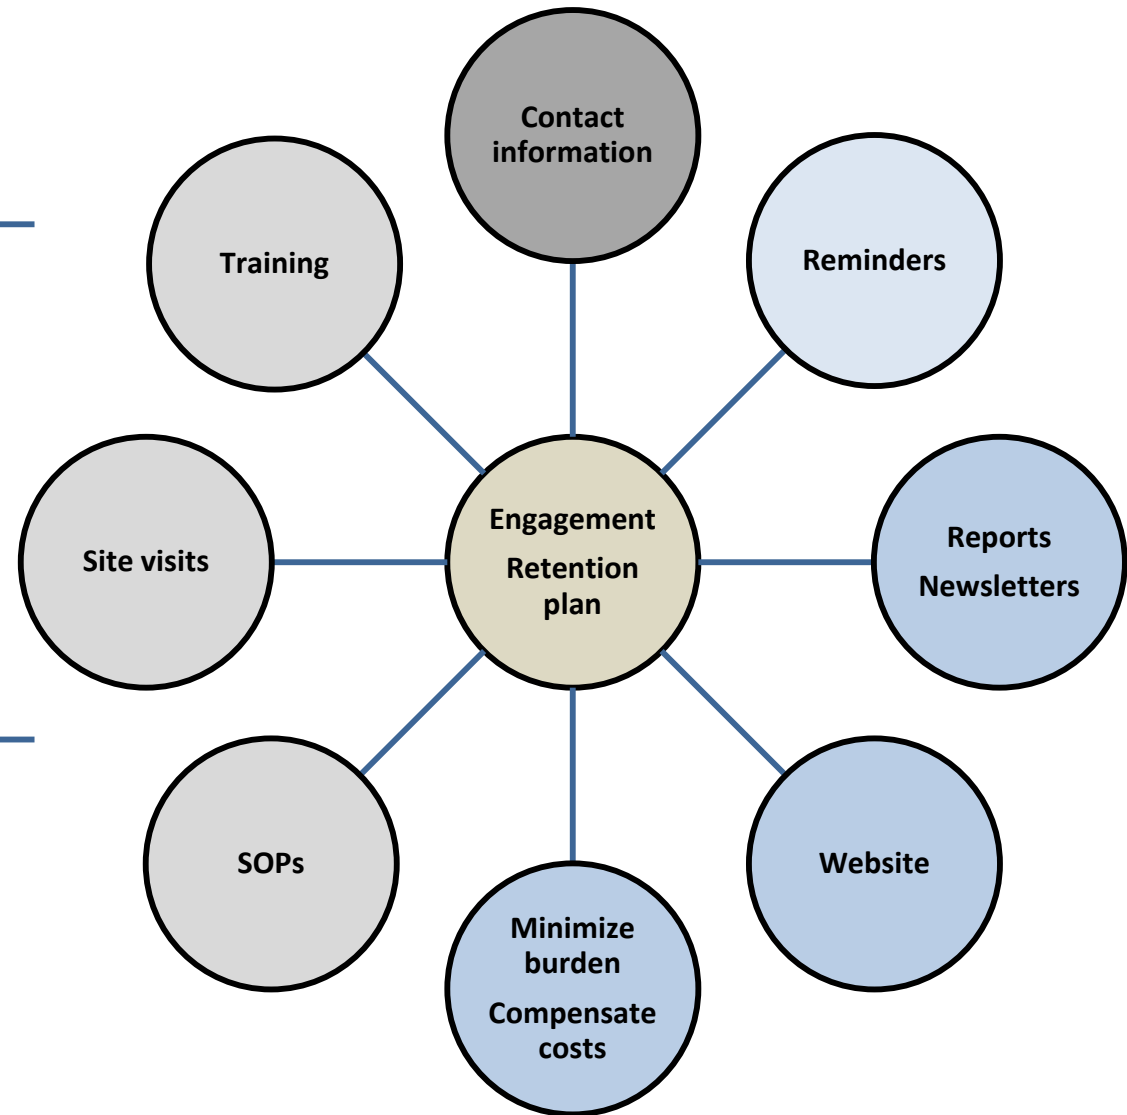 Contact
information
Training
Reminders
Site visits
Engagement
Retention
plan
Reports
Newsletters
SOPs
Website
Minimize
burden
Compensate
costs